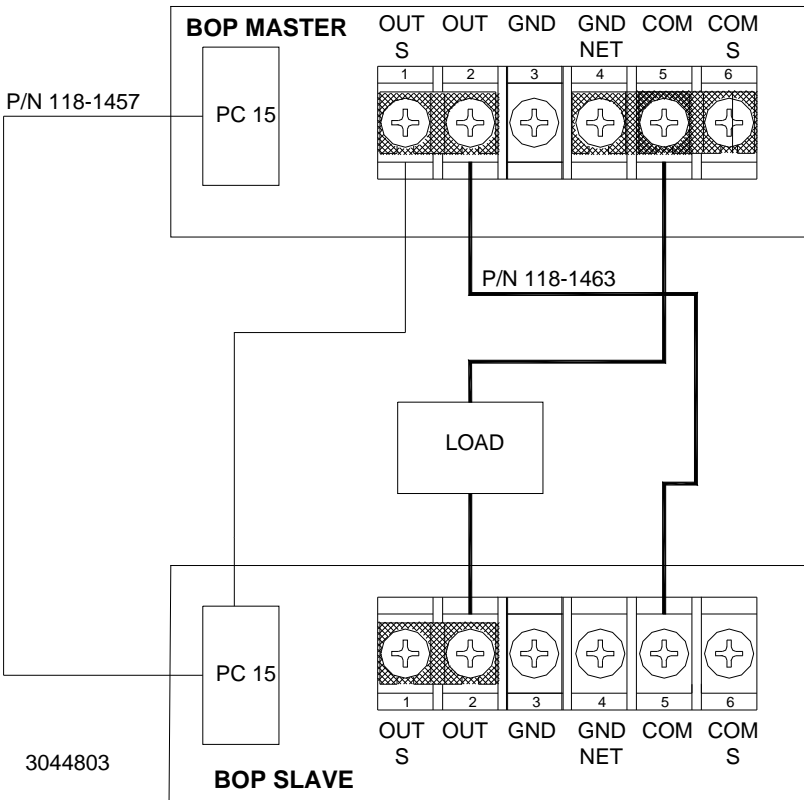 BOP MASTER
OUT S OUT GND GND NET COM COM S
1 2 3 4 5 6
P/N 118-1457
PC 15
P/N 118-1463
LOAD
PC 15
1 2 3 4 5 6
OUT S OUT GND GND NET COM COM S
3044803
BOP SLAVE